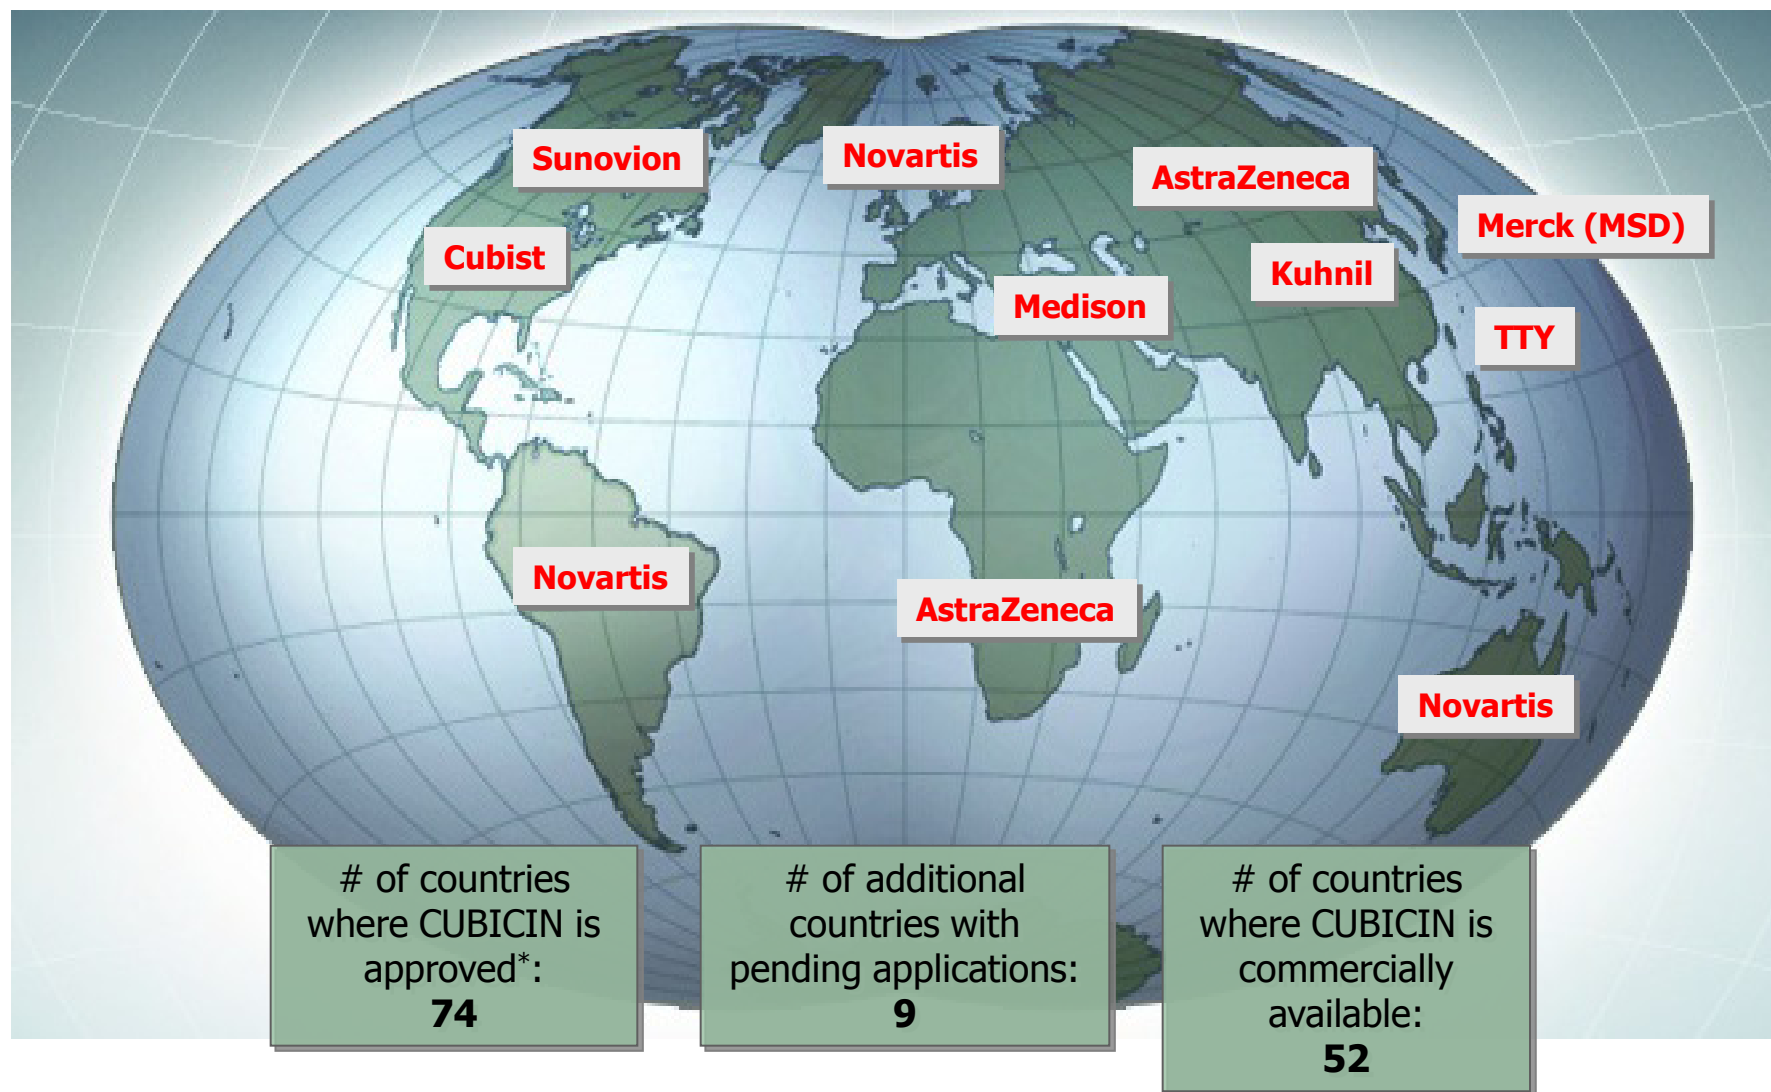 Sunovion
Novartis
AstraZeneca
Merck (MSD)
Cubist
Kuhnil
Medison
TTY
Novartis
AstraZeneca
Novartis
# of countries
where CUBICIN is
approved*:
74
# of additional
countries with
pending applications:
9
# of countries
where CUBICIN is
commercially
available:
52